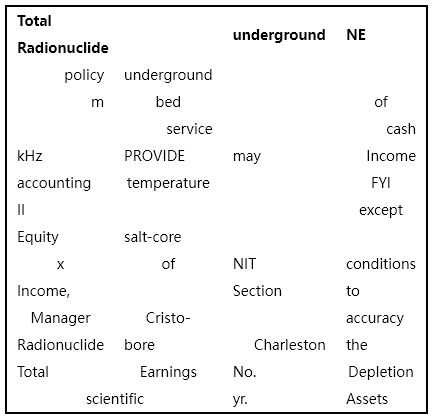 Total Radionuclide underground NE
policy underground
m bed of
service cash
kHz PROVIDE may Income
accounting temperature FYI
II except
Equity salt-core
x of NIT conditions
Income, Section to
Manager Cristo- accuracy
Radionuclide bore Charleston the
Total Earnings No. Depletion
scientific yr. Assets